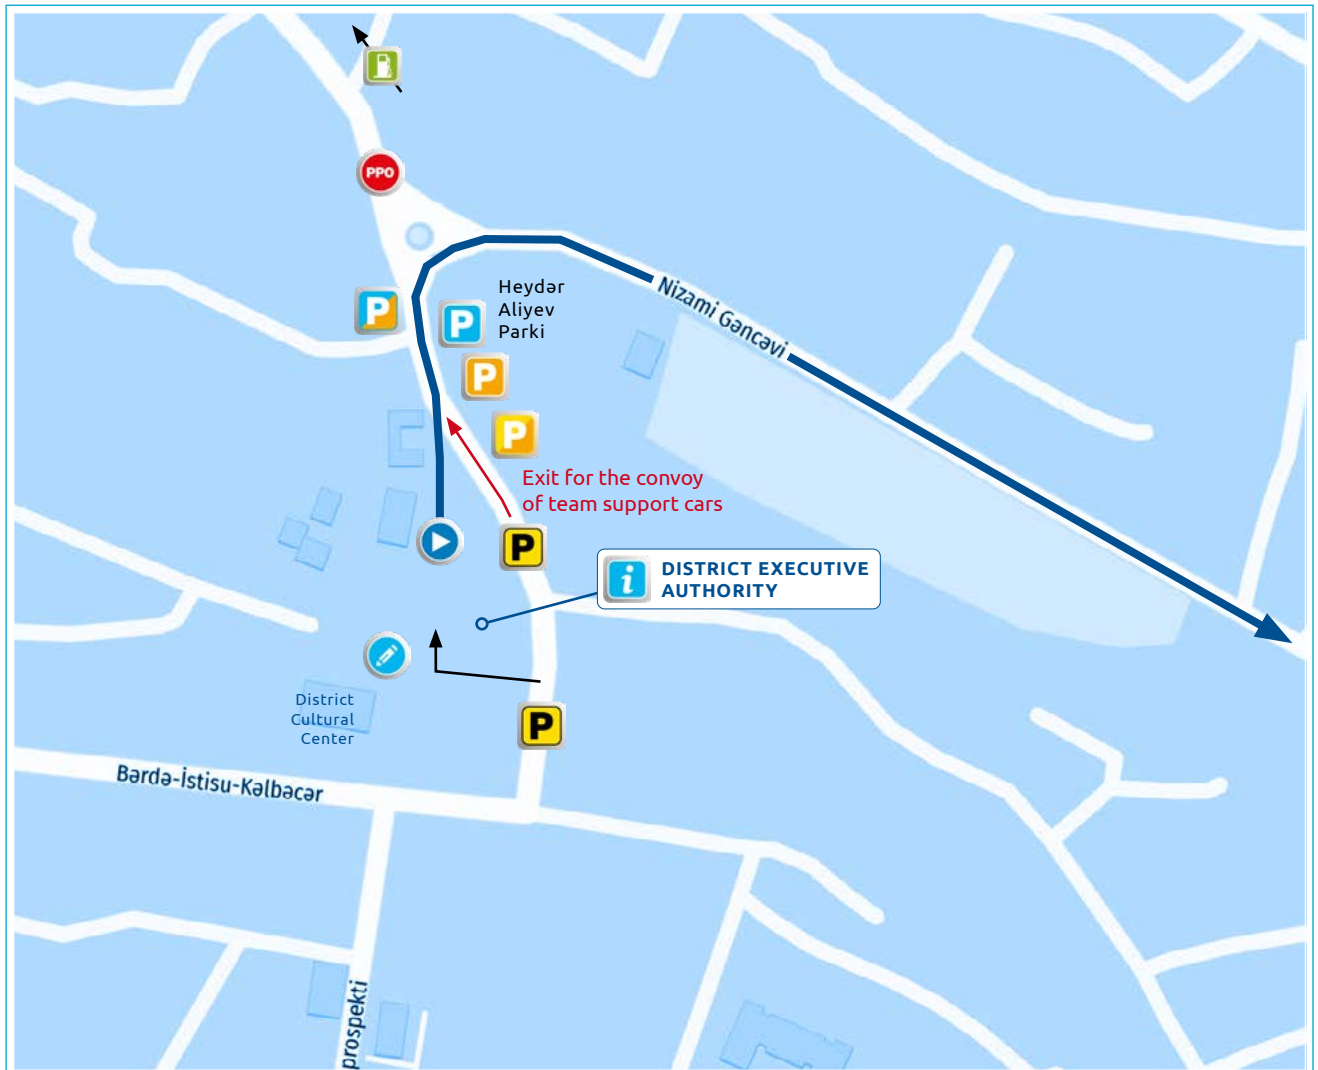 PPO
Heydər
Aliyev
Parki
P
P
P
P
Nizami Gəncəvi
Exit for the convoy
of team support cars
P
i
DISTRICT EXECUTIVE
AUTHORITY
District
Cultural
Center
P
Bərdə-İstisu-Kəlbəcər
prospekti